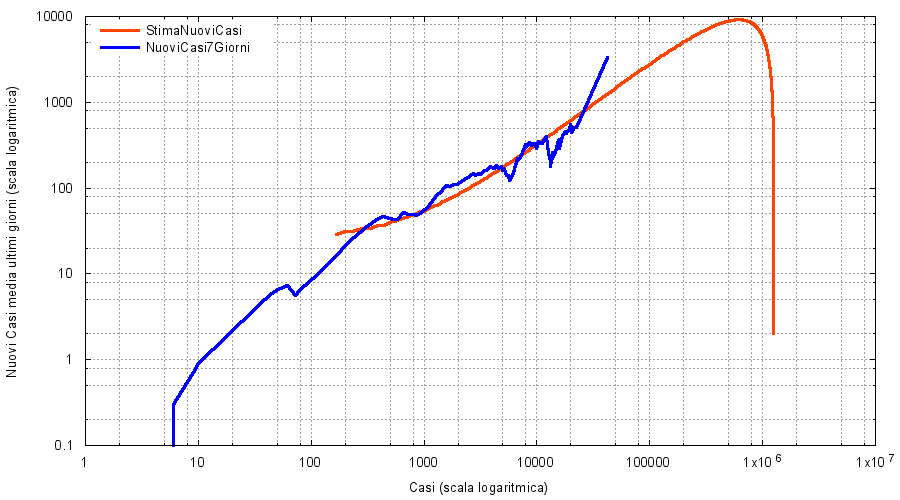 10000
StimaNuoviCasi
NuoviCasi7Giorni
1000
100
10
1
0.1
Nuovi Casi media ultimi giorni (scala logaritmica)
1 10 100 1000 10000 100000 1x10^6 1x10^7
Casi (scala logaritmica)